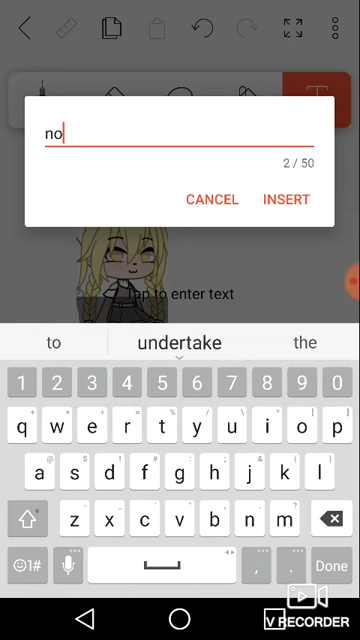 T
no
2 / 50
CANCEL INSERT
Tap to enter text
to undertake the
1 2 3 4 5 6 7 8 9 0
q w e r t y u i o p
a s d f g h j k l
z x c v b n m
☺1# , . Done
V RECORDER